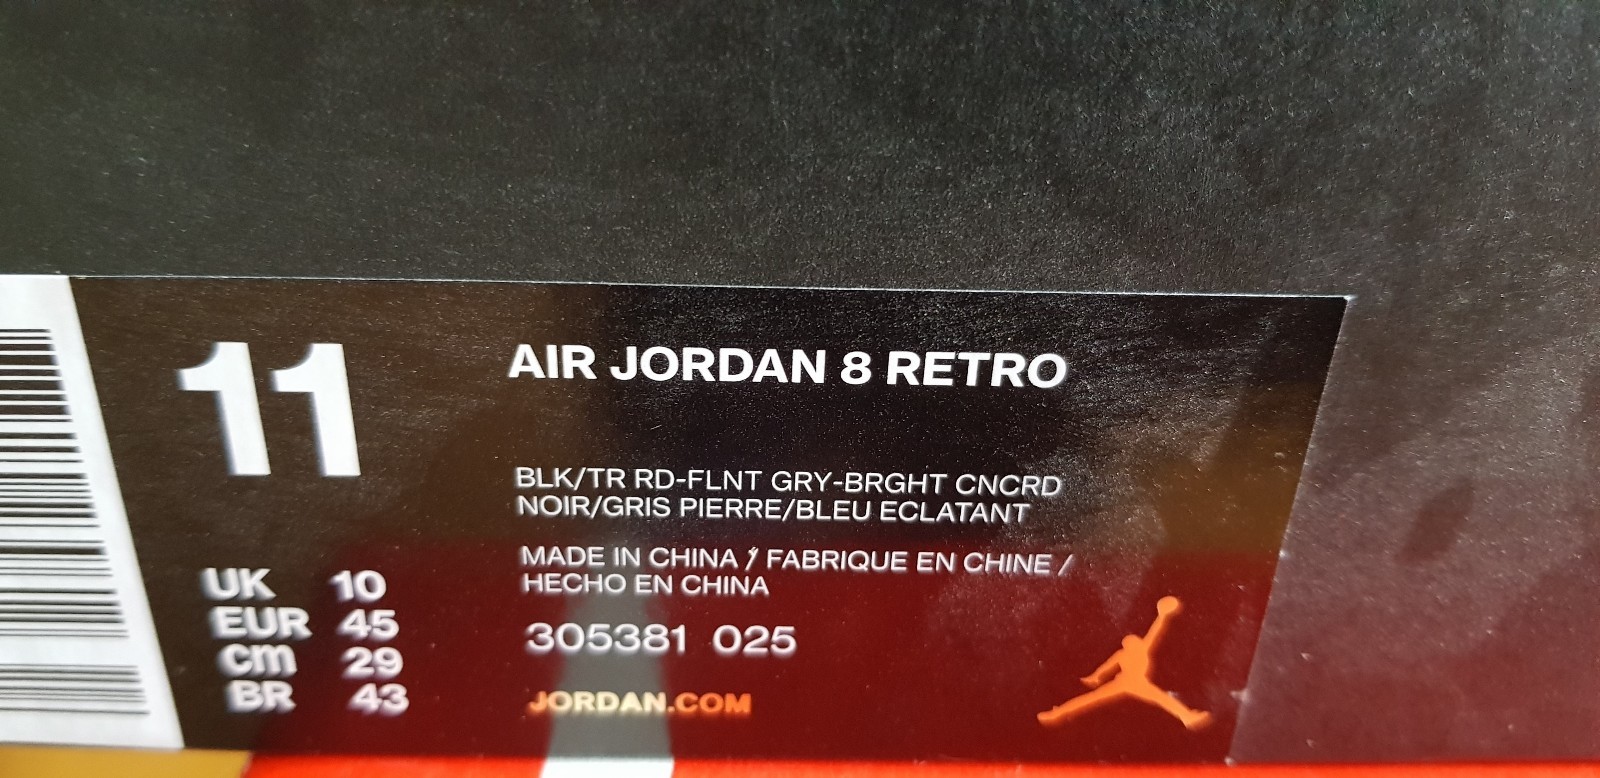 11
AIR JORDAN 8 RETRO
BLK/TR RD-FLNT GRY-BRGHT CNCRD
NOIR/GRIS PIERRE/BLEU ECLATANT
MADE IN CHINA / FABRIQUE EN CHINE /
HECHO EN CHINA
UK 10
EUR 45
cm 29
BR 43
305381 025
JORDAN.COM